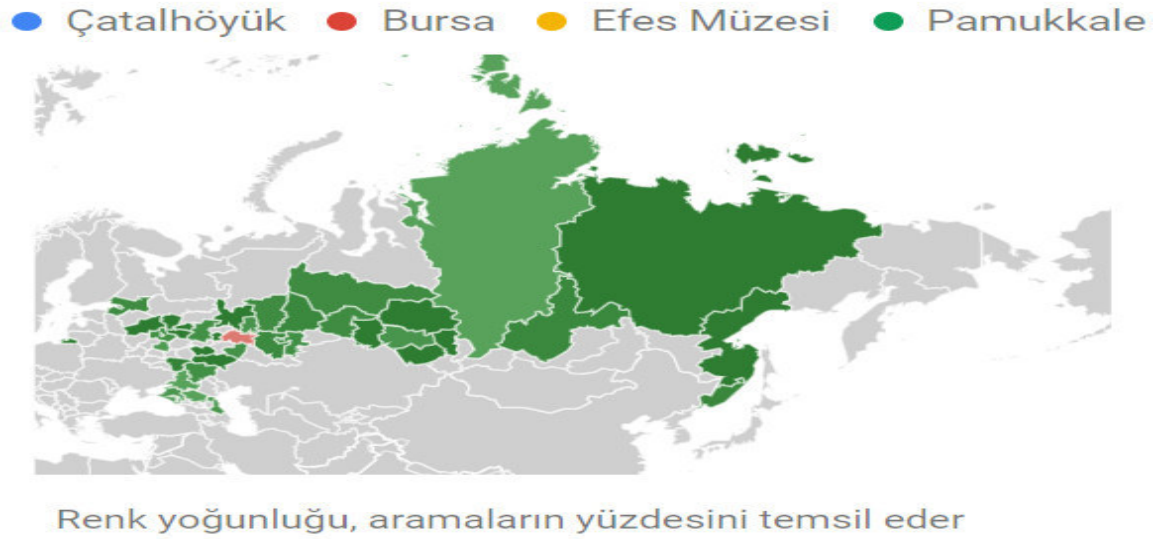 Çatalhöyük Bursa Efes Müzesi Pamukkale
Renk yoğunluğu, aramaların yüzdesini temsil eder